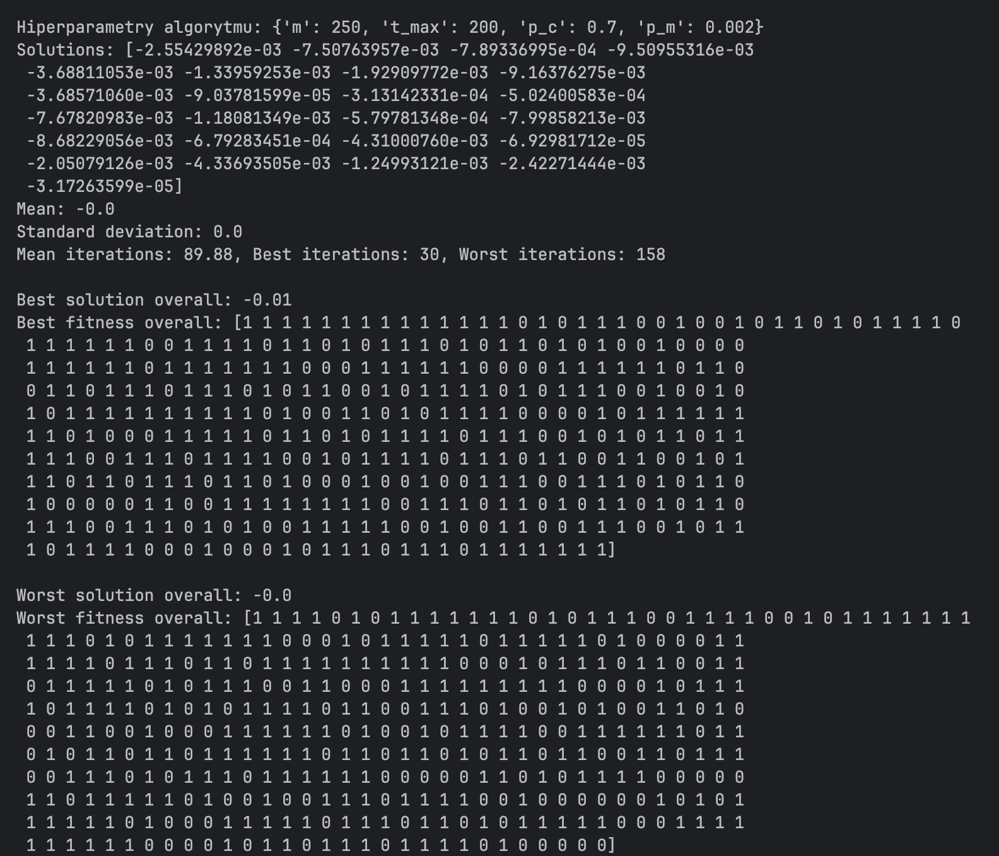 Hiperparametry algorytmu: {'m': 250, 't_max': 200, 'p_c': 0.7, 'p_m': 0.002}
Solutions: [-2.55429892e-03 -7.50763957e-03 -7.89336995e-04 -9.50955316e-03
-3.68811053e-03 -1.33959253e-03 -1.92909772e-03 -9.16376275e-03
-3.68571060e-03 -9.03781599e-05 -3.13142331e-04 -5.02400583e-04
-7.67820983e-03 -1.18081349e-03 -5.79781348e-04 -7.99858213e-03
-8.68229056e-03 -6.79283451e-04 -4.31000760e-03 -6.92981712e-05
-2.05079126e-03 -4.33693505e-03 -1.24993121e-03 -2.42271444e-03
-3.17263599e-05]
Mean: -0.0
Standard deviation: 0.0
Mean iterations: 89.88, Best iterations: 30, Worst iterations: 158
Best solution overall: -0.01
Best fitness overall: [1 1 1 1 1 1 1 1 1 1 1 1 1 1 0 1 0 1 1 1 0 0 1 0 0 1 0 1 1 0 1 0 1 1 1 1 0
1 1 1 1 1 1 0 0 1 1 1 1 0 1 1 0 1 0 1 1 1 0 1 0 1 1 0 1 0 1 0 0 1 0 0 0 0
1 1 1 1 1 1 0 1 1 1 1 1 1 1 0 0 0 1 1 1 1 1 1 0 0 0 0 1 1 1 1 1 1 0 1 1 0
0 1 1 0 1 1 1 0 1 1 1 0 1 0 1 1 0 0 1 0 1 1 1 1 0 1 0 1 1 1 0 0 1 0 0 1 0
1 0 1 1 1 1 1 1 1 1 1 1 0 1 0 0 1 1 0 1 0 1 1 1 1 0 0 0 0 1 0 1 1 1 1 1 1
1 1 0 1 0 0 0 1 1 1 1 1 0 1 1 0 1 0 1 1 1 1 0 1 1 1 0 0 1 0 1 0 1 1 0 1 1
1 1 1 0 0 1 1 1 0 1 1 1 1 0 0 1 0 1 1 1 1 0 1 1 1 0 1 1 0 0 1 1 0 0 1 0 1
1 1 0 1 1 0 1 1 1 0 1 1 0 1 0 0 0 1 0 0 1 0 0 1 1 1 0 0 1 1 1 0 1 0 1 1 0
1 0 0 0 0 0 1 1 0 0 1 1 1 1 1 1 1 1 0 0 1 1 1 0 1 1 0 1 0 1 1 0 1 0 1 1 0
1 1 1 0 0 1 1 1 0 1 0 1 0 0 1 1 1 1 1 0 0 1 0 0 1 1 0 0 1 1 1 0 0 1 0 1 1
1 0 1 1 1 1 0 0 0 1 0 0 0 1 0 1 1 1 0 1 1 1 0 1 1 1 1 1 1 1]
Worst solution overall: -0.0
Worst fitness overall: [1 1 1 1 0 1 0 1 1 1 1 1 1 1 0 1 0 1 1 1 0 0 1 1 1 1 0 0 1 0 1 1 1 1 1 1 1
1 1 1 0 1 0 1 1 1 1 1 1 1 0 0 0 1 0 1 1 1 1 1 0 1 1 1 1 1 0 1 0 0 0 0 1 1
1 1 1 1 0 1 1 1 0 1 1 0 1 1 1 1 1 1 1 1 1 1 0 0 0 1 0 1 1 1 0 1 1 0 0 1 1
0 1 1 1 1 1 0 1 0 1 1 1 0 0 1 1 0 0 0 1 1 1 1 1 1 1 1 0 0 0 0 1 0 1 1 1
1 0 1 1 1 1 0 1 0 1 0 1 1 1 1 0 1 1 0 0 1 1 1 0 1 0 0 1 0 1 0 0 1 1 0 1 0
0 0 1 1 0 0 1 0 0 0 1 1 1 1 1 1 0 1 0 0 1 0 1 1 1 1 0 0 1 1 1 1 1 1 0 1 1
0 1 0 1 1 0 1 1 0 1 1 1 1 1 1 0 1 1 0 1 1 0 1 0 1 1 0 1 1 0 0 1 1 0 1 1 1
0 0 1 1 1 0 1 0 1 1 1 0 1 1 1 1 1 1 0 0 0 0 0 1 1 0 1 0 1 1 1 1 0 0 0 0 0
1 1 0 1 1 1 1 1 0 1 0 0 1 0 0 1 1 1 0 1 1 1 1 0 0 1 0 0 0 0 0 0 1 0 1 0 1
1 1 1 1 1 0 1 0 0 0 1 1 1 1 1 0 1 1 1 0 1 1 0 1 0 1 1 1 1 1 0 0 0 1 1 1 1
1 1 1 1 1 1 0 0 0 0 1 0 1 1 0 1 1 1 0 1 1 1 1 0 1 0 0 0 0 0]